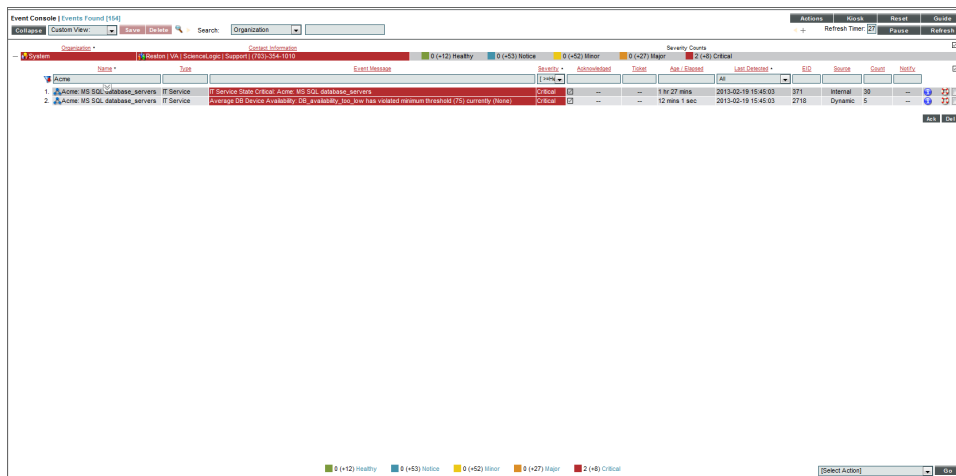 Event Console | Events Found [154]
Actions Kiosk Reset Guide
Collapse Custom View: Save Delete Search: Organization Refresh Timer: 27 Pause Refresh
Organization • Contact Information Severity Counts
System Reston | VA | ScienceLogic | Support | (703)-354-1010 0 (+12) Healthy 0 (+53) Notice 0 (+52) Minor 0 (+27) Major 2 (+8) Critical
Name • Type Event Message Severity • Acknowledged Ticket Age / Elapsed Last Detected • EID Source Count Notify
Acme All
1. Acme: MS SQL database_servers IT Service IT Service State Critical: Acme: MS SQL database_servers Critical -- -- 1 hr 27 mins 2013-02-19 15:45:03 371 Internal 30 --
2. Acme: MS SQL database_servers IT Service Average DB Device Availability: DB_availability_too_low has violated minimum threshold (75) currently (None) Critical -- -- 12 mins 1 sec 2013-02-19 15:45:03 2718 Dynamic 5 --
Ack
0 (+12) Healthy 0 (+53) Notice 0 (+52) Minor 0 (+27) Major 2 (+8) Critical
[Select Action] Go